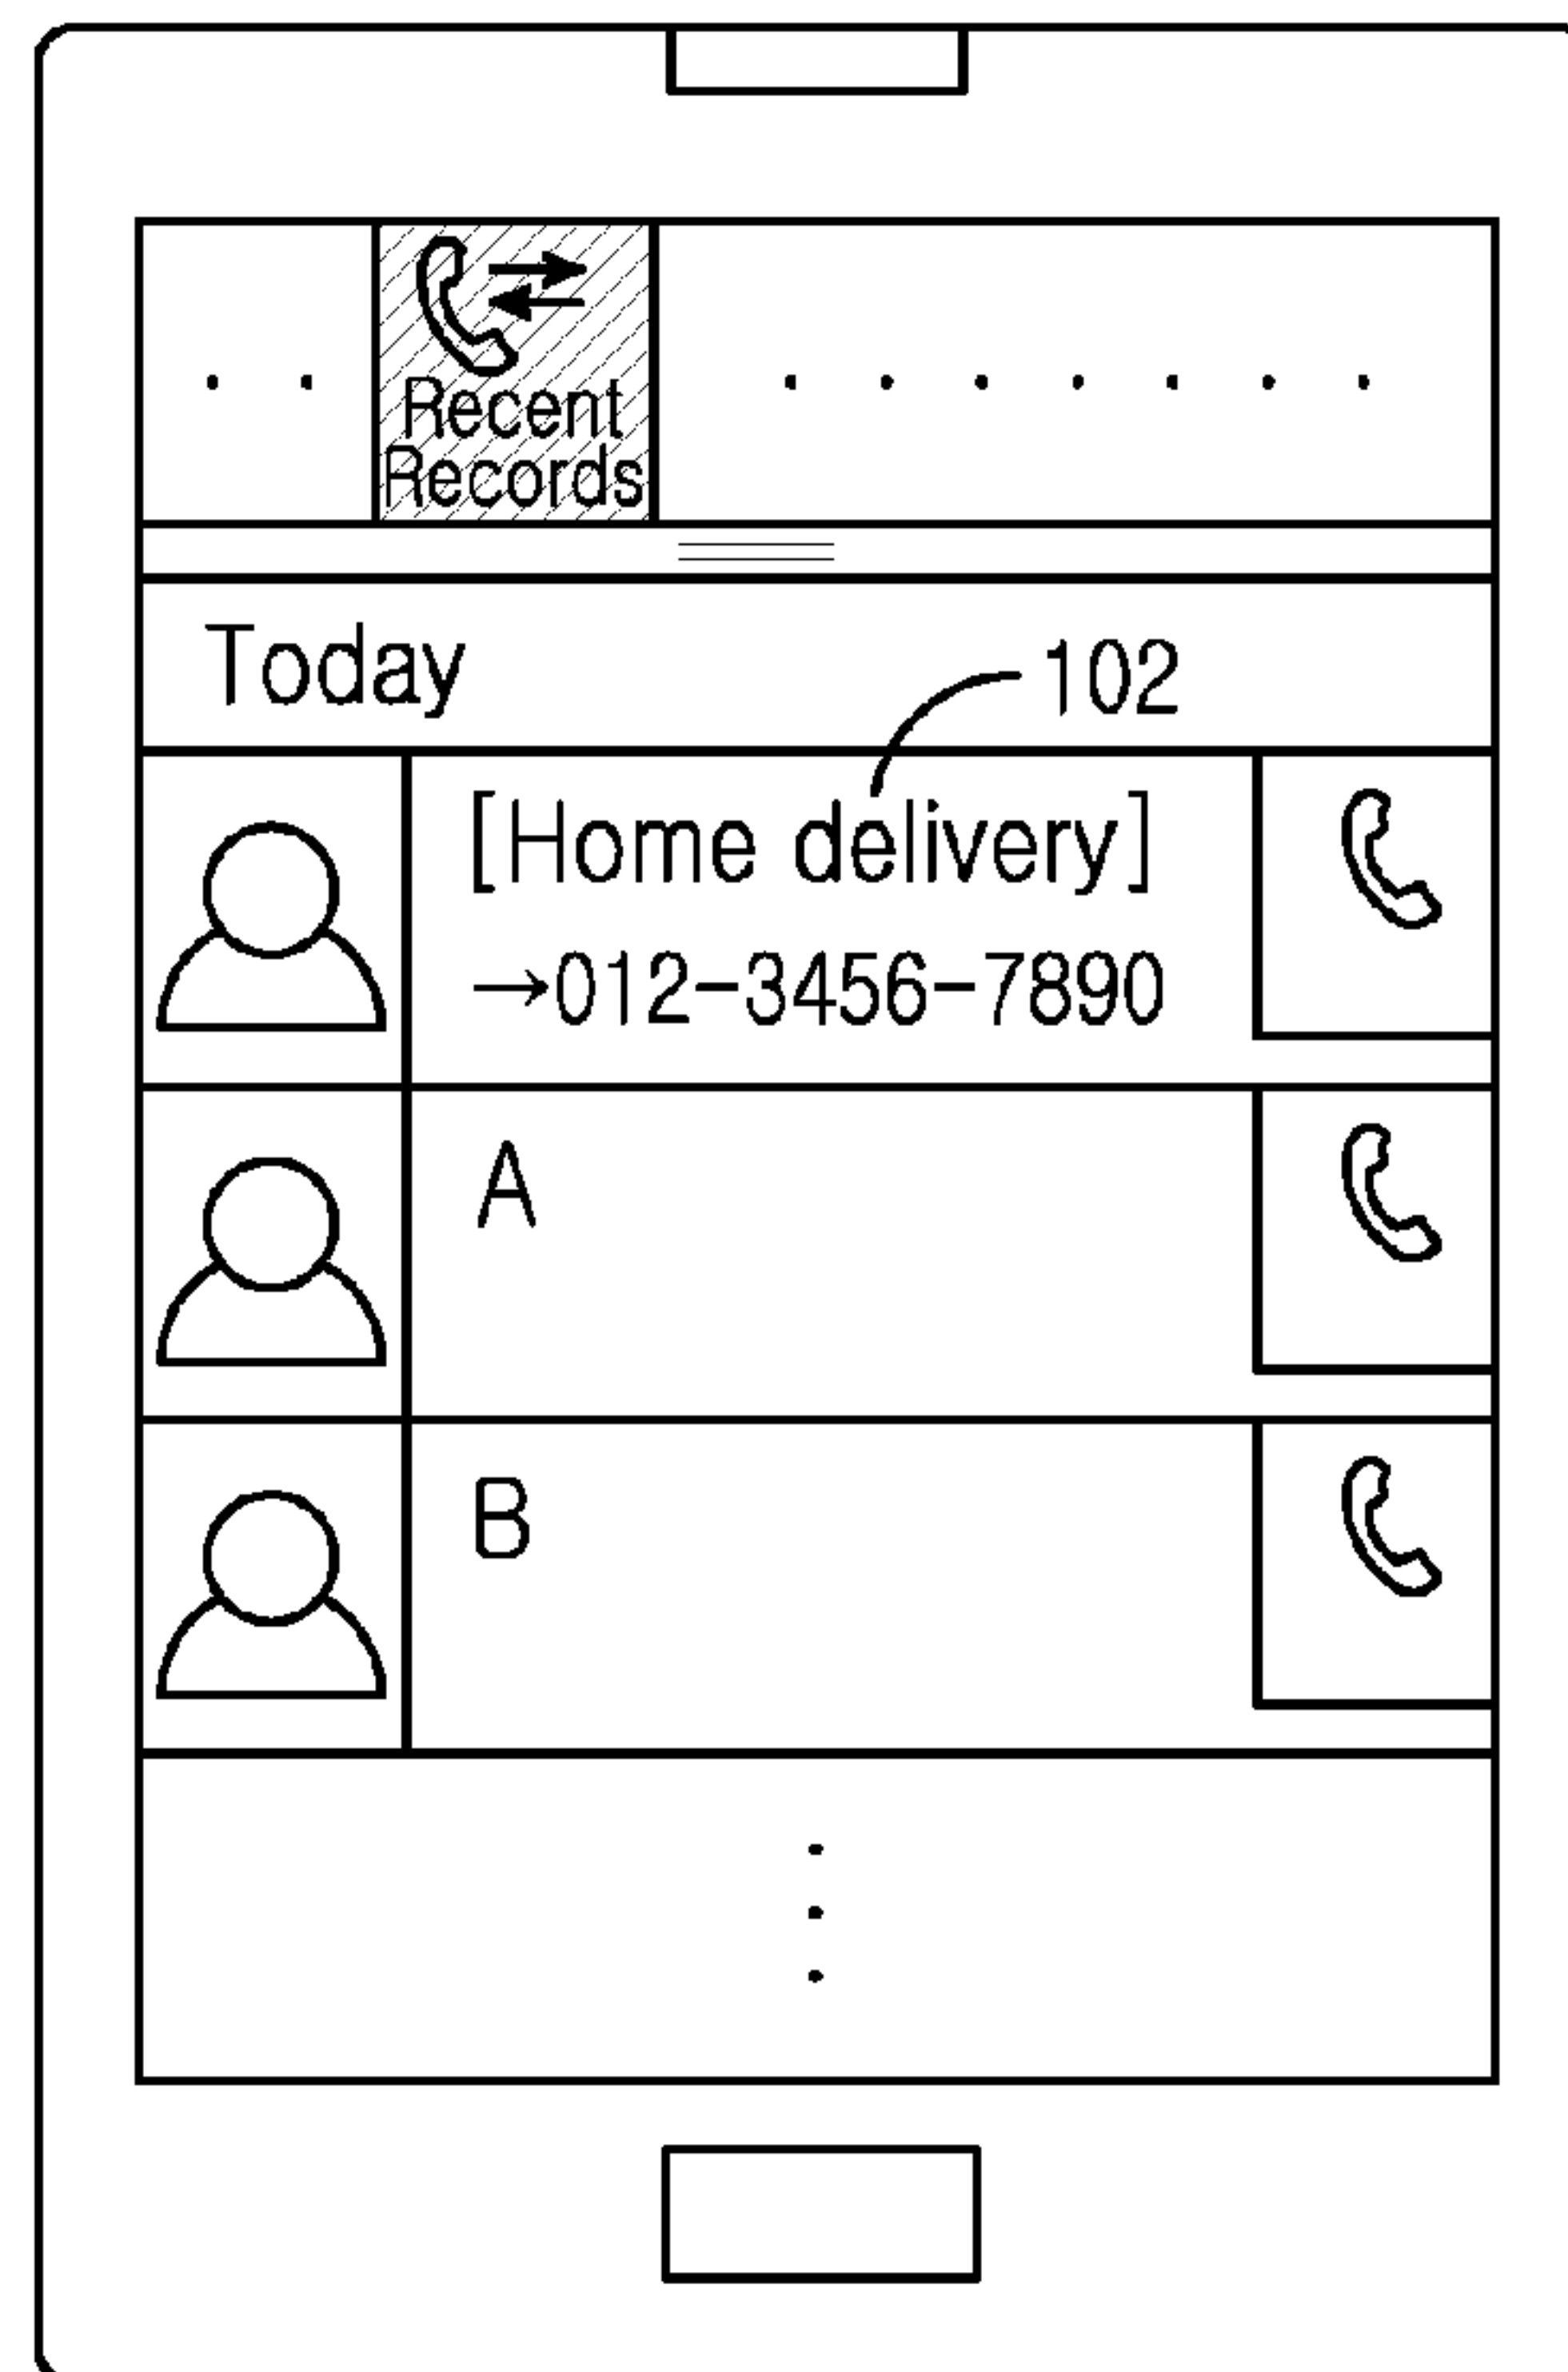 Recent
Records
Today
102
[Home delivery]
→012-3456-7890
A
B